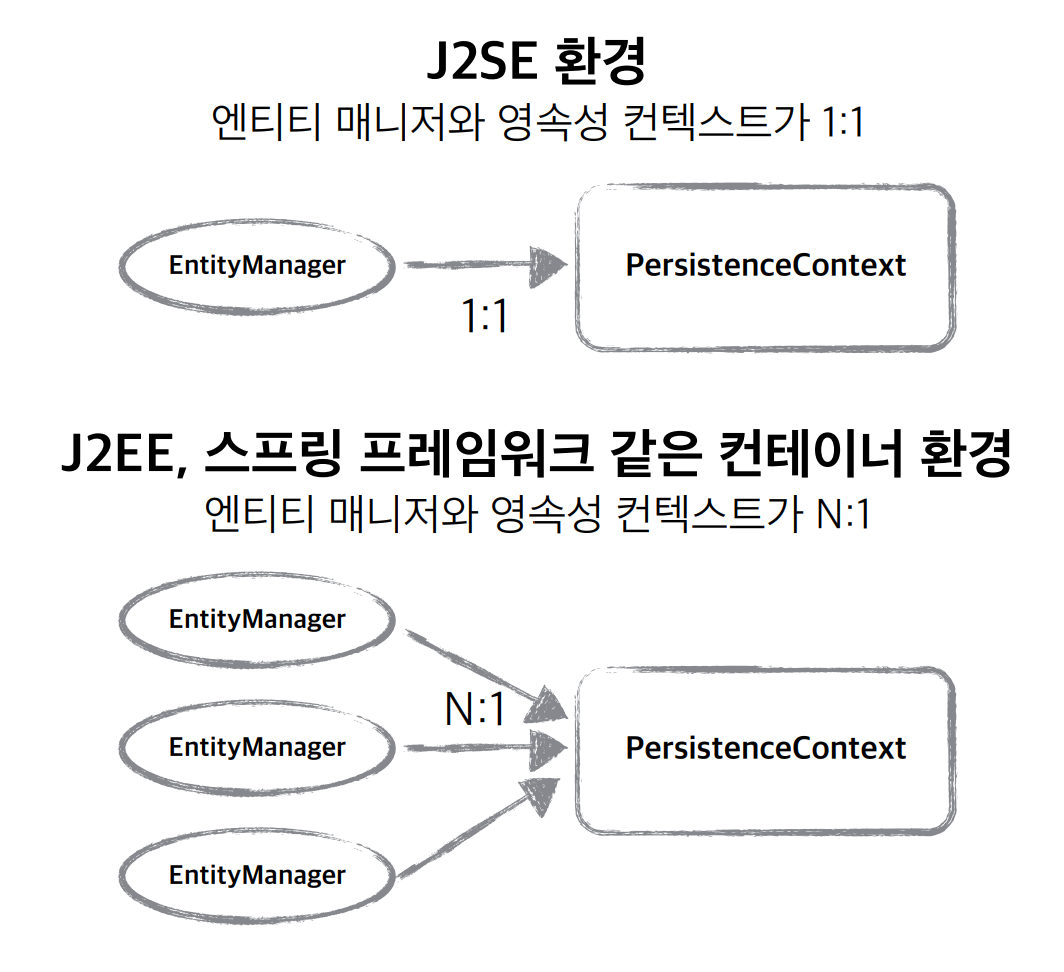 J2SE 환경
엔티티 매니저와 영속성 컨텍스트가 1:1
EntityManager
1:1
PersistenceContext
J2EE, 스프링 프레임워크 같은 컨테이너 환경
엔티티 매니저와 영속성 컨텍스트가 N:1
EntityManager
N:1
EntityManager
PersistenceContext
EntityManager